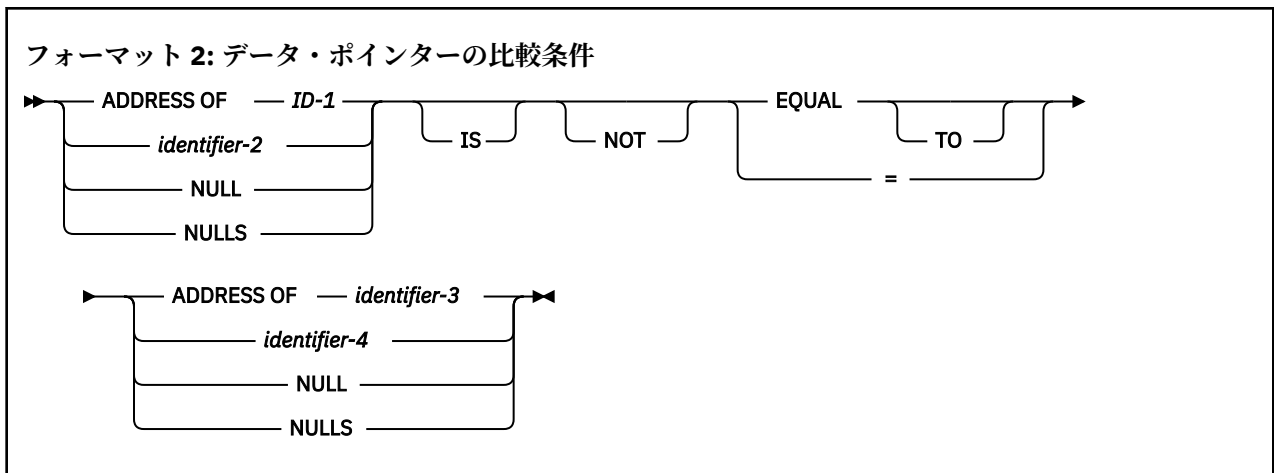 フォーマット 2: データ・ポインターの比較条件
ADDRESS OF ID-1 IS NOT EQUAL TO
identifier-2
NULL =
NULLS
ADDRESS OF identifier-3
identifier-4
NULL
NULLS